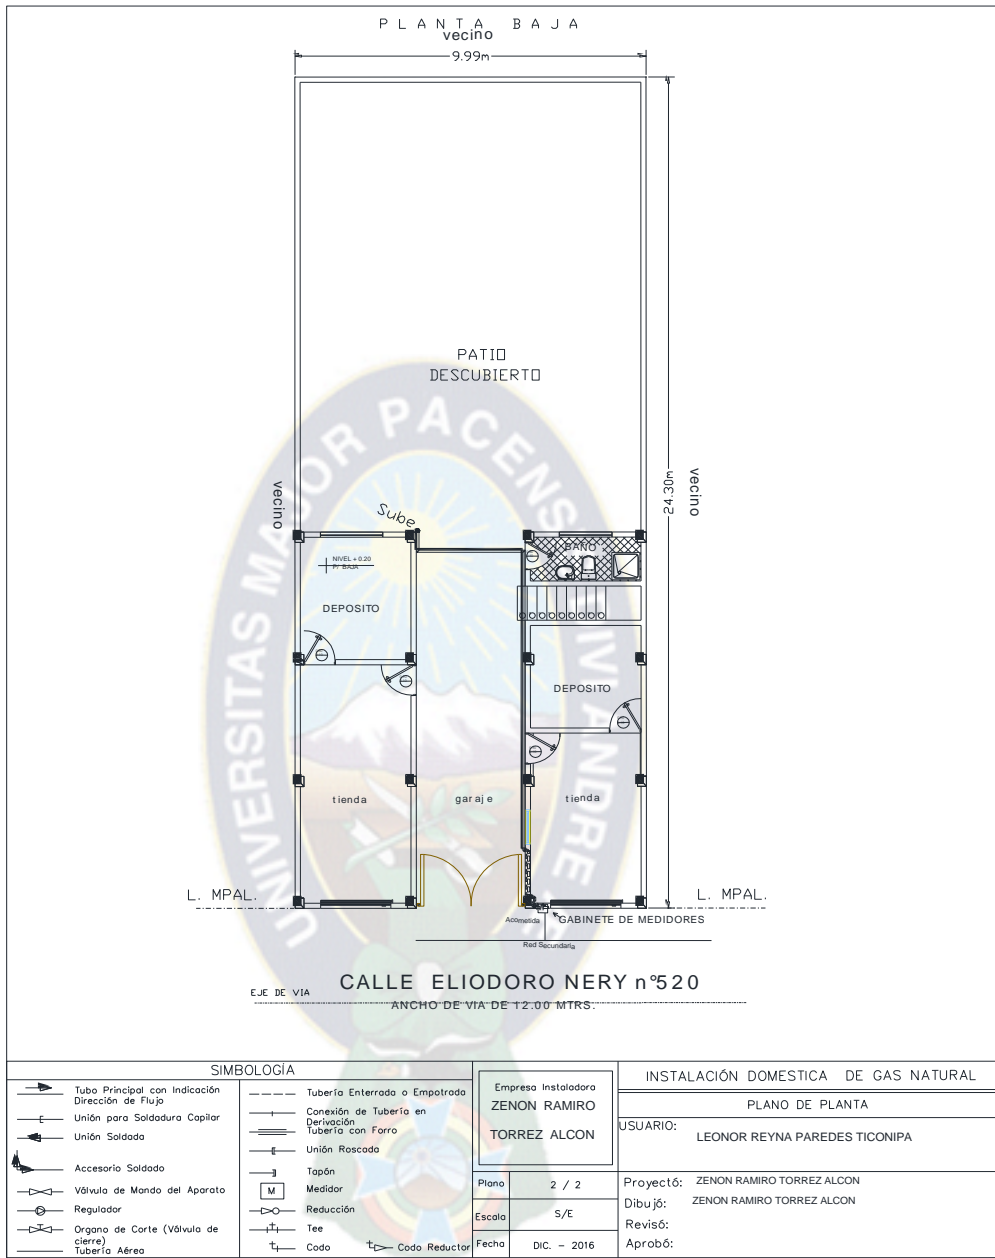 PLANTA BAJA
vecino
9.99m
PATIO
DESCUBIERTO
24.30m
vecino
vecino
Sube
BAÑO
NIVEL + 0.20
P/ BAJA
DEPOSITO
DEPOSITO
tienda
garaje
tienda
L. MPAL.
L. MPAL.
Acometida
GABINETE DE MEDIDORES
Red Secundaria
CALLE ELIODORO NERY n°520
EJE DE VIA
ANCHO DE VIA DE 12.00 MTRS.
UNIVERSITAS MAJOR PACENSIS DIVI ANDREAE
SIMBOLOGÍA
Tubo Principal con Indicación
Dirección de Flujo
Unión para Soldadura Capilar
Unión Soldada
Accesorio Soldado
Válvula de Mando del Aparato
Regulador
Organo de Corte (Válvula de
cierre)
Tubería Aérea
Tubería Enterrada o Empotrada
Conexión de Tubería en
Derivación
Tubería con Forro
Unión Roscada
Tapón
M Medidor
Reducción
Tee
Codo
Codo Reductor
Empresa Instaladora
ZENON RAMIRO
TORREZ ALCON
Plano 2 / 2
Escala S/E
Fecha DIC. - 2016
INSTALACIÓN DOMESTICA DE GAS NATURAL
PLANO DE PLANTA
USUARIO:
LEONOR REYNA PAREDES TICONIPA
Proyectó: ZENON RAMIRO TORREZ ALCON
Dibujó: ZENON RAMIRO TORREZ ALCON
Revisó:
Aprobó: